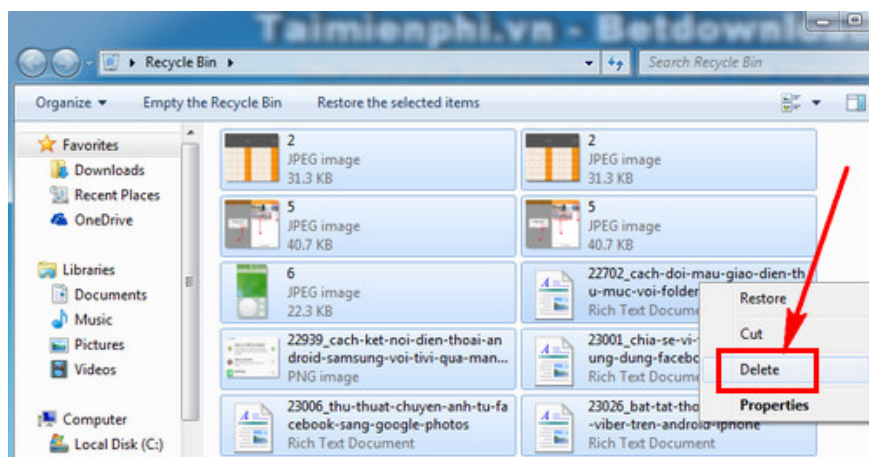 Taimienphi.vn - Betdownload
Recycle Bin
Search Recycle Bin
Organize
Empty the Recycle Bin
Restore the selected items
Favorites
Downloads
Recent Places
OneDrive
Libraries
Documents
Music
Pictures
Videos
Computer
Local Disk (C:)
2
JPEG image
31.3 KB
2
JPEG image
31.3 KB
5
JPEG image
40.7 KB
5
JPEG image
40.7 KB
6
JPEG image
22.3 KB
22702_cach-doi-mau-giao-dien-th
u-muc-voi-folder
Rich Text Docume
22939_cach-ket-noi-dien-thoai-an
droid-samsung-voi-tivi-qua-man...
PNG image
23001_chia-se-vi-
ung-dung-facebo
Rich Text Docume
23006_thu-thuat-chuyen-anh-tu-fa
cebook-sang-google-photos
Rich Text Document
23026_bat-tat-tho
-viber-tren-android-iphone
Rich Text Document
Restore
Cut
Delete
Properties